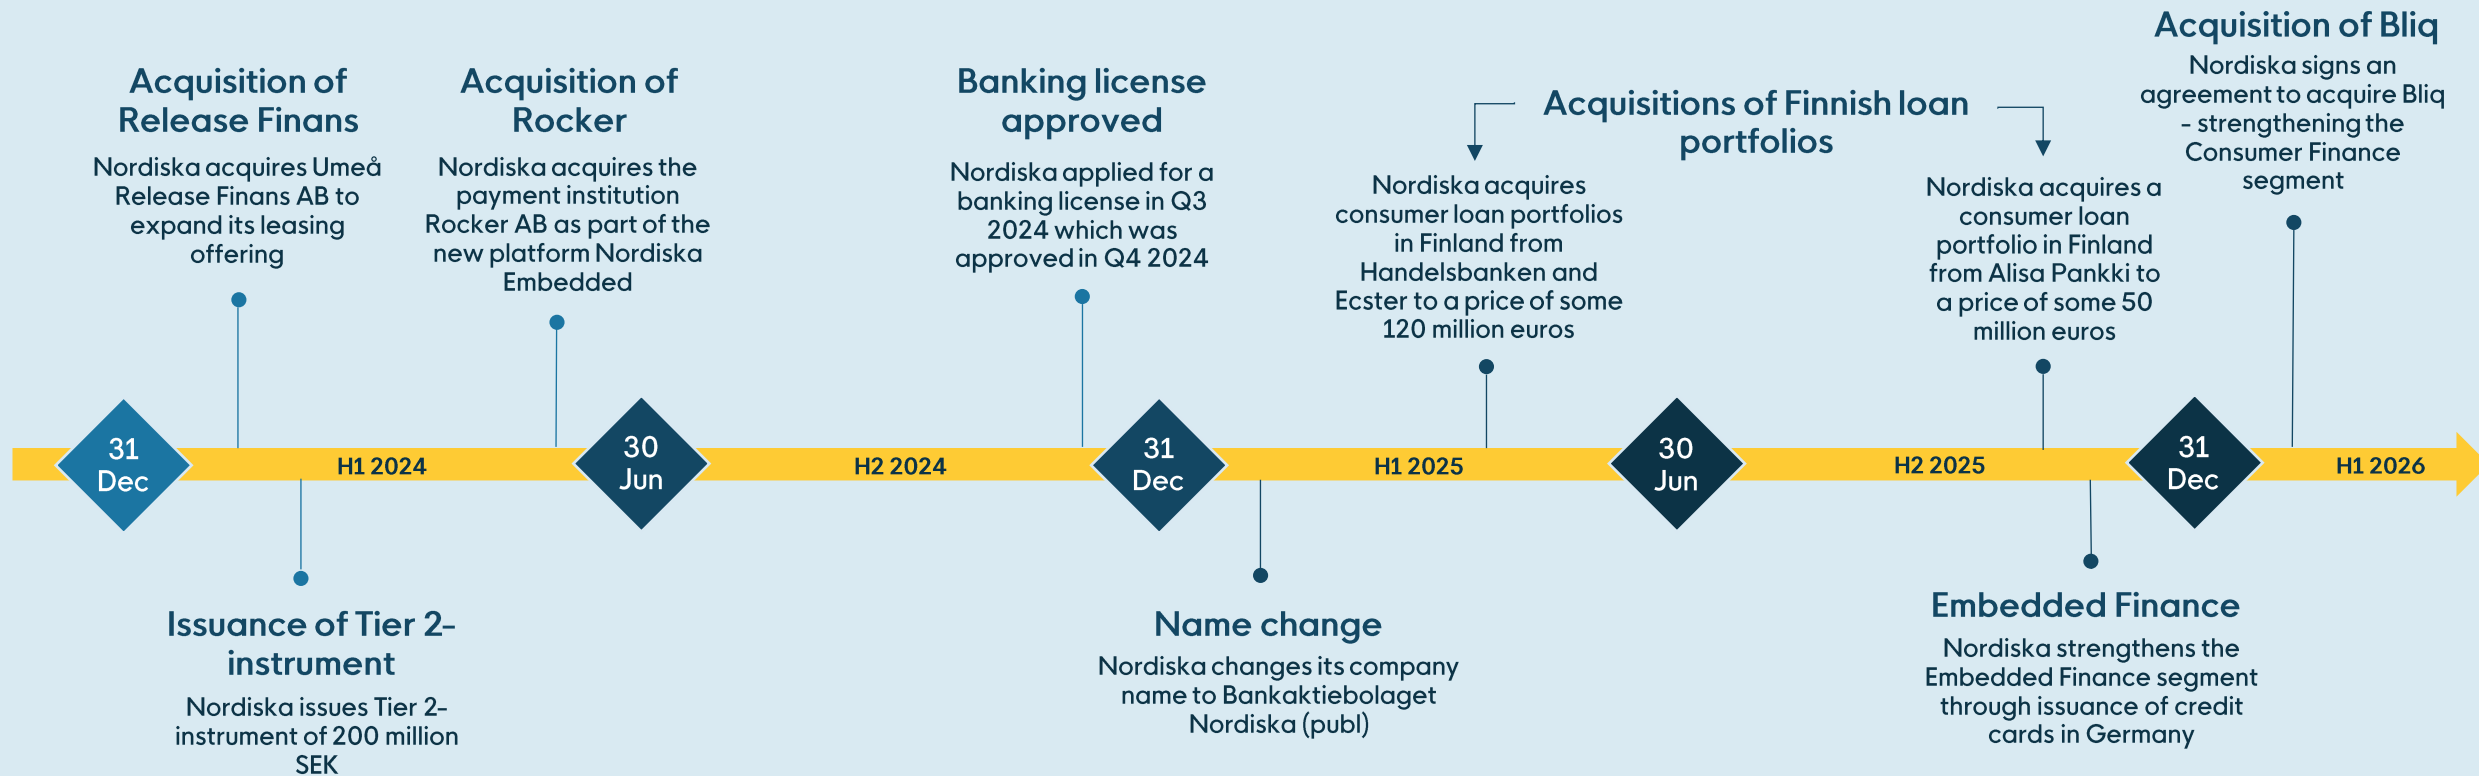 Acquisition of
Release Finans
Nordiska acquires Umeå
Release Finans AB to
expand its leasing
offering
Acquisition of
Rocker
Nordiska acquires the
payment institution
Rocker AB as part of the
new platform Nordiska
Embedded
Banking license
approved
Nordiska applied for a
banking license in Q3
2024 which was
approved in Q4 2024
Acquisitions of Finnish loan
portfolios
Nordiska acquires
consumer loan portfolios
in Finland from
Handelsbanken and
Ecster to a price of some
120 million euros
Nordiska acquires a
consumer loan
portfolio in Finland
from Alisa Pankki to
a price of some 50
million euros
Acquisition of Bliq
Nordiska signs an
agreement to acquire Bliq
- strengthening the
Consumer Finance
segment
31
Dec
H1 2024
30
Jun
H2 2024
31
Dec
H1 2025
30
Jun
H2 2025
31
Dec
H1 2026
Issuance of Tier 2-
instrument
Nordiska issues Tier 2-
instrument of 200 million
SEK
Name change
Nordiska changes its company
name to Bankaktiebolaget
Nordiska (publ)
Embedded Finance
Nordiska strengthens the
Embedded Finance segment
through issuance of credit
cards in Germany